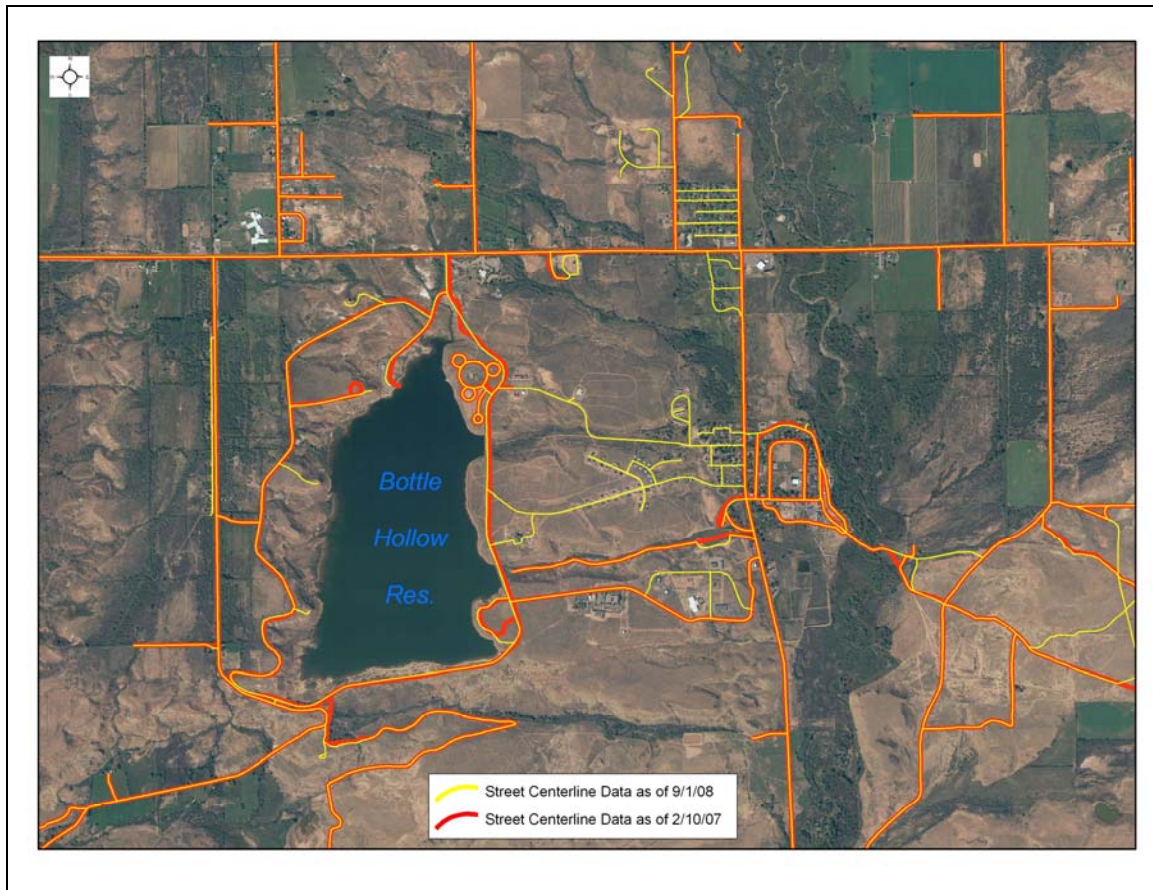 Bottle
Hollow
Res.
Street Centerline Data as of 9/1/08
Street Centerline Data as of 2/10/07